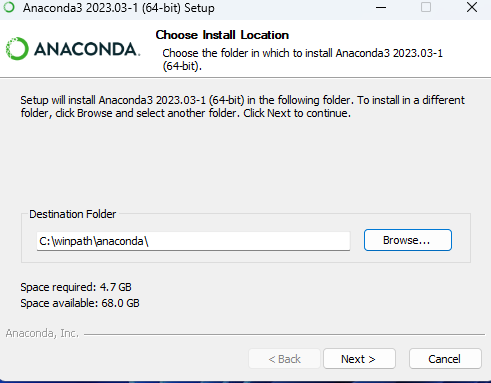 Anaconda3 2023.03-1 (64-bit) Setup
ANACONDA.
Choose Install Location
Choose the folder in which to install Anaconda3 2023.03-1
(64-bit).
Setup will install Anaconda3 2023.03-1 (64-bit) in the following folder. To install in a different
folder, click Browse and select another folder. Click Next to continue.
Destination Folder
C:\winpath\anaconda\
Browse...
Space required: 4.7 GB
Space available: 68.0 GB
Anaconda, Inc.
< Back
Next >
Cancel